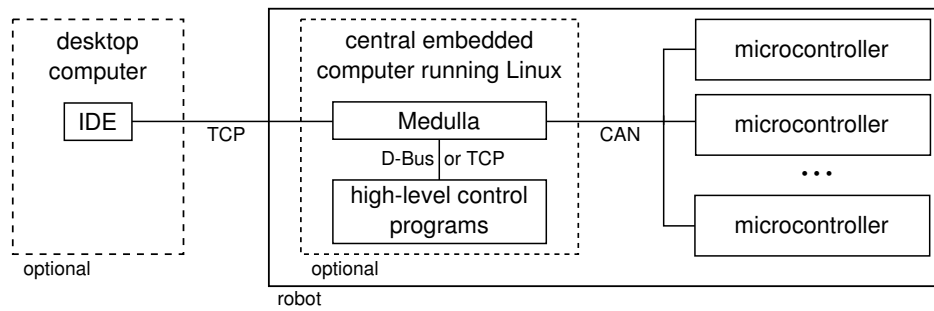 desktop
computer
IDE
optional
TCP
central embedded
computer running Linux
Medulla
D-Bus or TCP
high-level control
programs
optional
robot
CAN
microcontroller
microcontroller
...
microcontroller